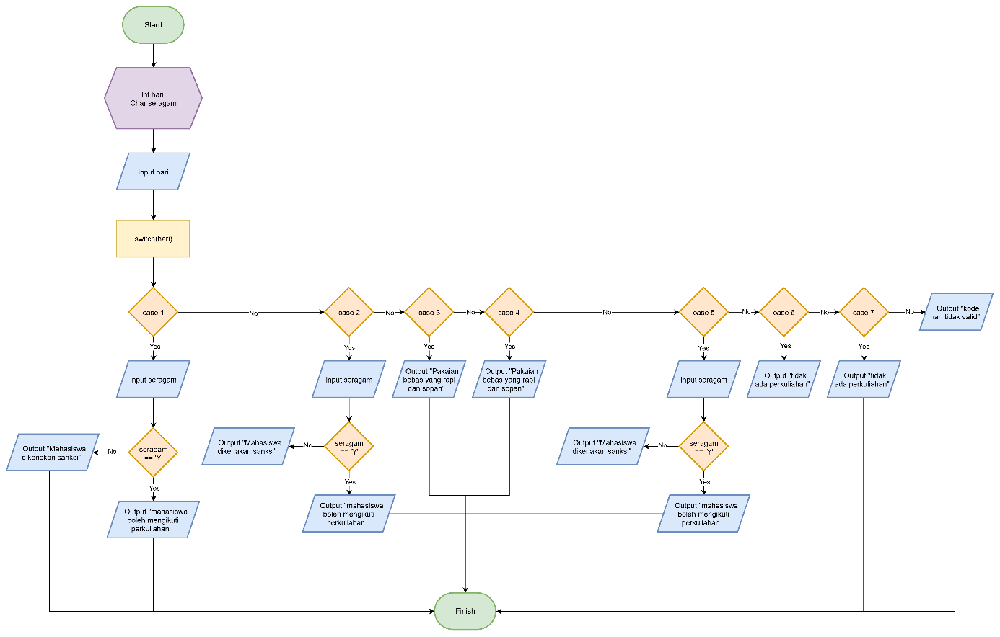 Starrt
Int hari,
Char seragam
input hari
switch(hari)
case 1
No
case 2
No
case 3
No
case 4
No
case 5
No
case 6
No
case 7
No
Output "kode
hari tidak valid"
Yes
Yes
Yes
Yes
Yes
Yes
Yes
input seragam
input seragam
Output "Pakaian
bebas yang rapi
dan sopan"
Output "Pakaian
bebas yang rapi
dan sopan"
input seragam
Output "tidak
ada perkuliahan"
Output "tidak
ada perkuliahan"
Output "Mahasiswa
dikenakan sanksi"
No
seragam
== 'Y'
Output "Mahasiswa
dikenakan sanksi"
No
seragam
== 'Y'
Output "Mahasiswa
dikenakan sanksi"
No
seragam
== 'Y'
Yes
Yes
Yes
Output "mahasiswa
boleh mengikuti
perkuliahan
Output "mahasiswa
boleh mengikuti
perkuliahan
Output "mahasiswa
boleh mengikuti
perkuliahan
Finish